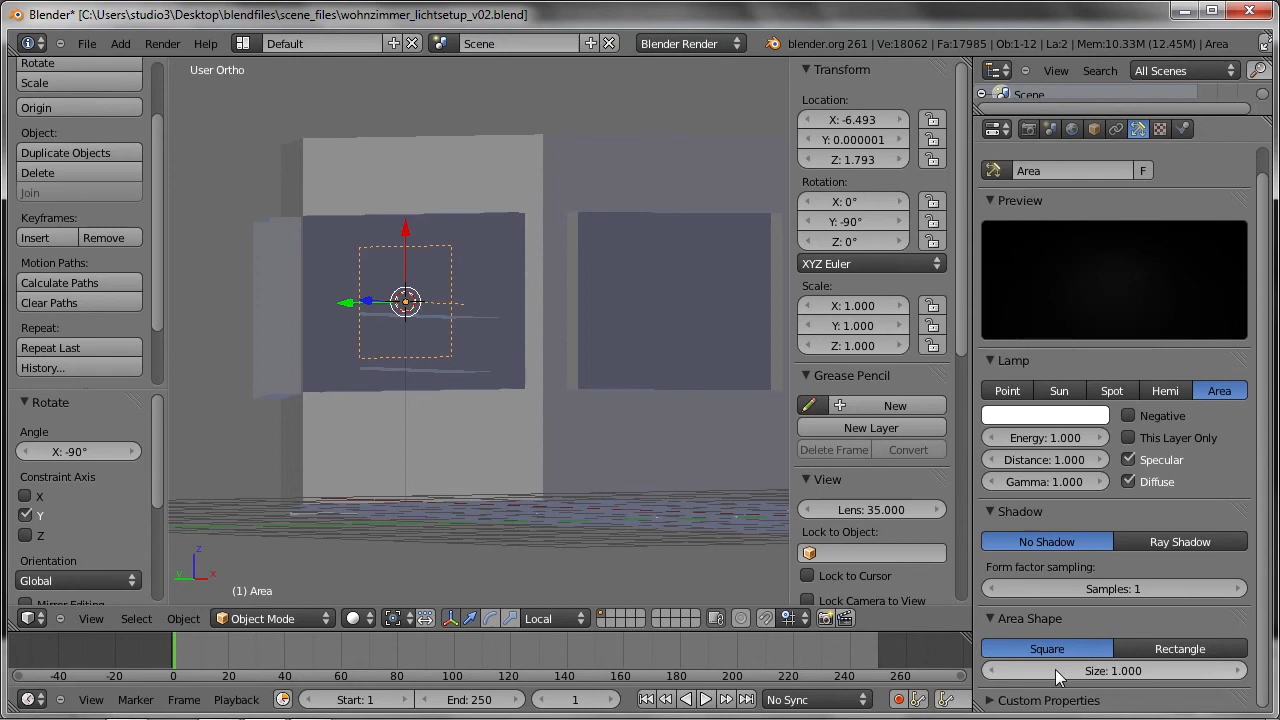 Blender* [C:\Users\studio3\Desktop\blendfiles\scene_files\wohnzimmer_lichtsetup_v02.blend]
File Add Render Help Default Scene Blender Render blender.org 261 | Ve:18062 | Fa:17985 | Ob:1-12 | La:2 | Mem:10.33M (12.45M) | Area
Rotate
Scale
Origin
Object:
Duplicate Objects
Delete
Join
Keyframes:
Insert Remove
Motion Paths:
Calculate Paths
Clear Paths
Repeat:
Repeat Last
History...
Rotate
Angle
X: -90°
Constraint Axis
X
Y
Z
Orientation
Global
User Ortho
z
y x
(1) Area
View Select Object Object Mode Local
Transform
Location:
X: -6.493
Y: 0.000001
Z: 1.793
Rotation:
X: 0°
Y: -90°
Z: 0°
XYZ Euler
Scale:
X: 1.000
Y: 1.000
Z: 1.000
Grease Pencil
New
New Layer
Delete Frame Convert
View
Lens: 35.000
Lock to Object:
Lock to Cursor
Lock Camera to View
View Search All Scenes
Scene
Area F
Preview
Lamp
Point Sun Spot Hemi Area
Negative
Energy: 1.000 This Layer Only
Distance: 1.000 Specular
Gamma: 1.000 Diffuse
Shadow
No Shadow Ray Shadow
Form factor sampling:
Samples: 1
Area Shape
Square Rectangle
Size: 1.000
Custom Properties
-40 -20 0 20 40 60 80 100 120 140 160 180 200 220 240 260 280
View Marker Frame Playback Start: 1 End: 250 1 No Sync